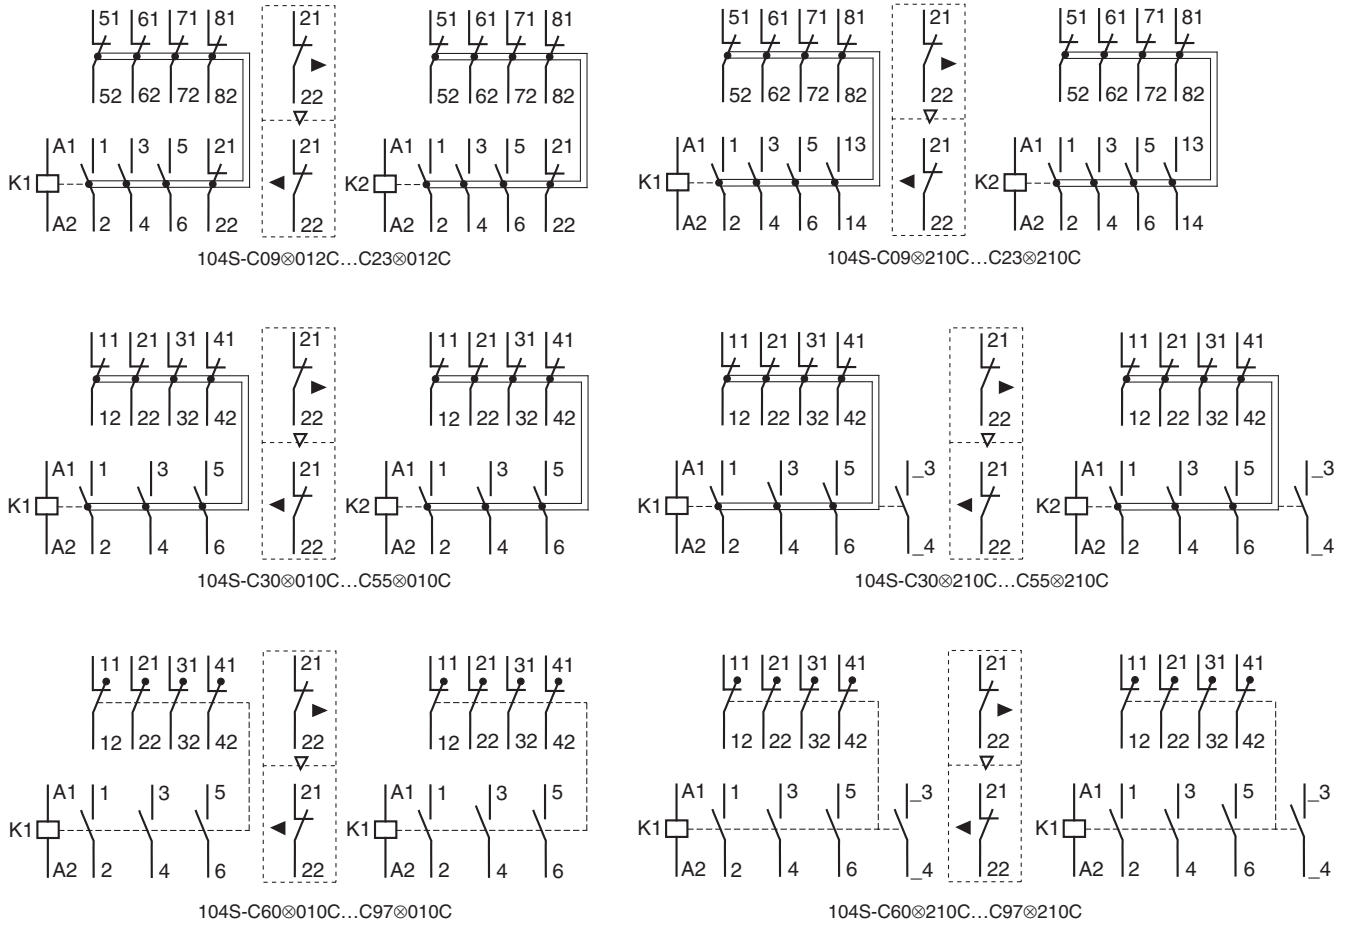 51 61 71 81 21 51 61 71 81 51 61 71 81 21 51 61 71 81
52 62 72 82 22 52 62 72 82 52 62 72 82 22 52 62 72 82
A1 1 3 5 21 21 A1 1 3 5 21 A1 1 3 5 13 21 A1 1 3 5 13
K1 K2 K1 K2
A2 2 4 6 22 22 A2 2 4 6 22 A2 2 4 6 14 22 A2 2 4 6 14
104S-C09⊗012C…C23⊗012C 104S-C09⊗210C…C23⊗210C
11 21 31 41 21 11 21 31 41 11 21 31 41 21 11 21 31 41
12 22 32 42 22 12 22 32 42 12 22 32 42 22 12 22 32 42
A1 1 3 5 21 A1 1 3 5 A1 1 3 5 _3 21 A1 1 3 5 _3
K1 K2 K1 K2
A2 2 4 6 22 A2 2 4 6 A2 2 4 6 _4 22 A2 2 4 6 _4
104S-C30⊗010C…C55⊗010C 104S-C30⊗210C…C55⊗210C
11 21 31 41 21 11 21 31 41 11 21 31 41 21 11 21 31 41
12 22 32 42 22 12 22 32 42 12 22 32 42 22 12 22 32 42
A1 1 3 5 21 A1 1 3 5 A1 1 3 5 _3 21 A1 1 3 5 _3
K1 K1 K1 K1
A2 2 4 6 22 A2 2 4 6 A2 2 4 6 _4 22 A2 2 4 6 _4
104S-C60⊗010C…C97⊗010C 104S-C60⊗210C…C97⊗210C